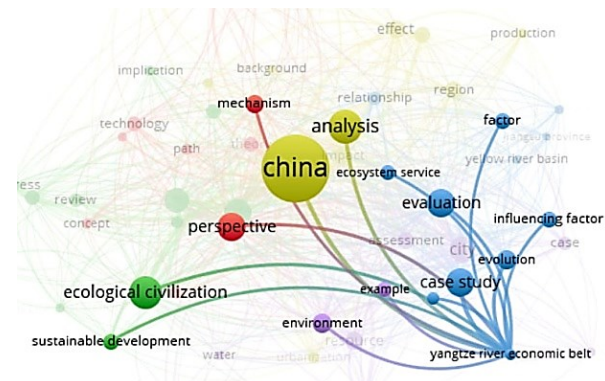 effect
production
implication
background
region
mechanism
relationship
technology
analysis
factor
path
china
impact
yellow river basin
ecosystem service
review
evaluation
concept
perspective
influencing factor
assessment
city
case
evolution
ecological civilization
example
case study
environment
sustainable development
resource
water
urbanization
yangtze river economic belt